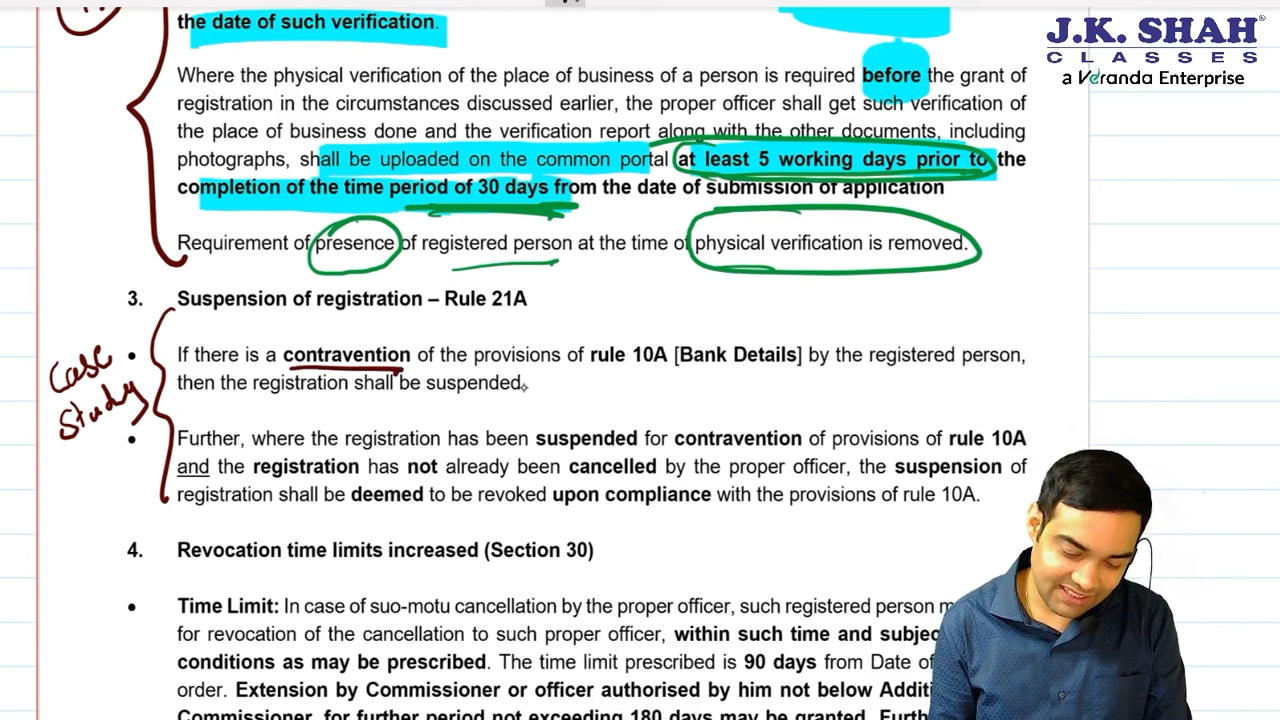 the date of such verification.
J.K. SHAH®
CLASSES
a Veranda Enterprise
Where the physical verification of the place of business of a person is required before the grant of
registration in the circumstances discussed earlier, the proper officer shall get such verification of
the place of business done and the verification report along with the other documents, including
photographs, shall be uploaded on the common portal at least 5 working days prior to the
completion of the time period of 30 days from the date of submission of application
Requirement of presence of registered person at the time of physical verification is removed.
3. Suspension of registration – Rule 21A
Case
Study
• If there is a contravention of the provisions of rule 10A [Bank Details] by the registered person,
then the registration shall be suspended.
• Further, where the registration has been suspended for contravention of provisions of rule 10A
and the registration has not already been cancelled by the proper officer, the suspension of
registration shall be deemed to be revoked upon compliance with the provisions of rule 10A.
4. Revocation time limits increased (Section 30)
• Time Limit: In case of suo-motu cancellation by the proper officer, such registered person
for revocation of the cancellation to such proper officer, within such time and
conditions as may be prescribed. The time limit prescribed is 90 days from Date of
order. Extension by Commissioner or officer authorised by him not below
Commissioner, for further period not exceeding 180 days may be granted.